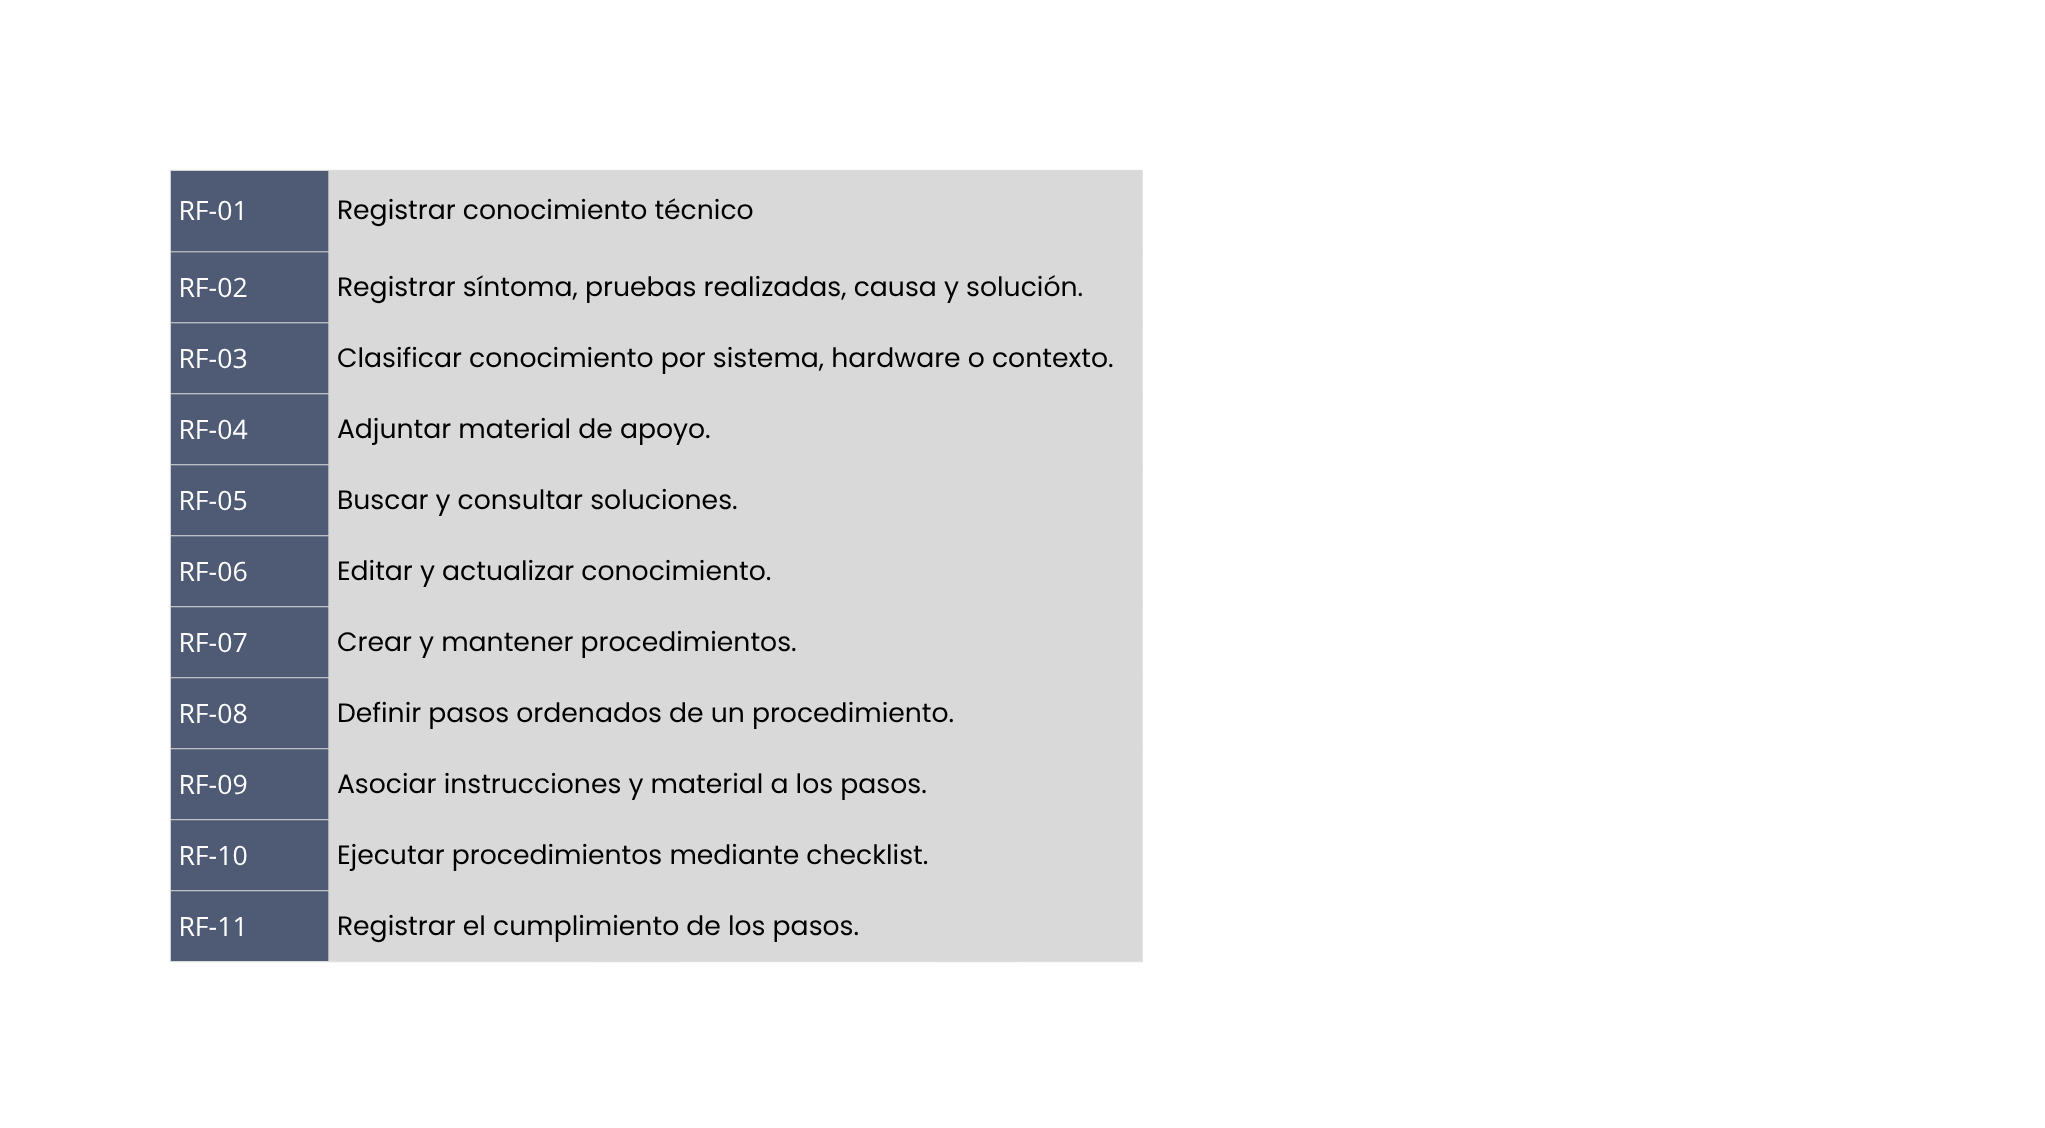 RF-01 Registrar conocimiento técnico
RF-02 Registrar síntoma, pruebas realizadas, causa y solución.
RF-03 Clasificar conocimiento por sistema, hardware o contexto.
RF-04 Adjuntar material de apoyo.
RF-05 Buscar y consultar soluciones.
RF-06 Editar y actualizar conocimiento.
RF-07 Crear y mantener procedimientos.
RF-08 Definir pasos ordenados de un procedimiento.
RF-09 Asociar instrucciones y material a los pasos.
RF-10 Ejecutar procedimientos mediante checklist.
RF-11 Registrar el cumplimiento de los pasos.